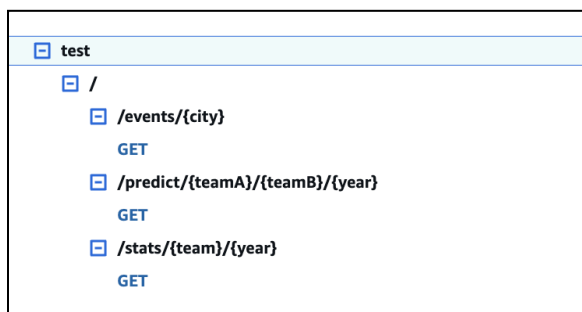 test
/
/events/{city}
GET
/predict/{teamA}/{teamB}/{year}
GET
/stats/{team}/{year}
GET